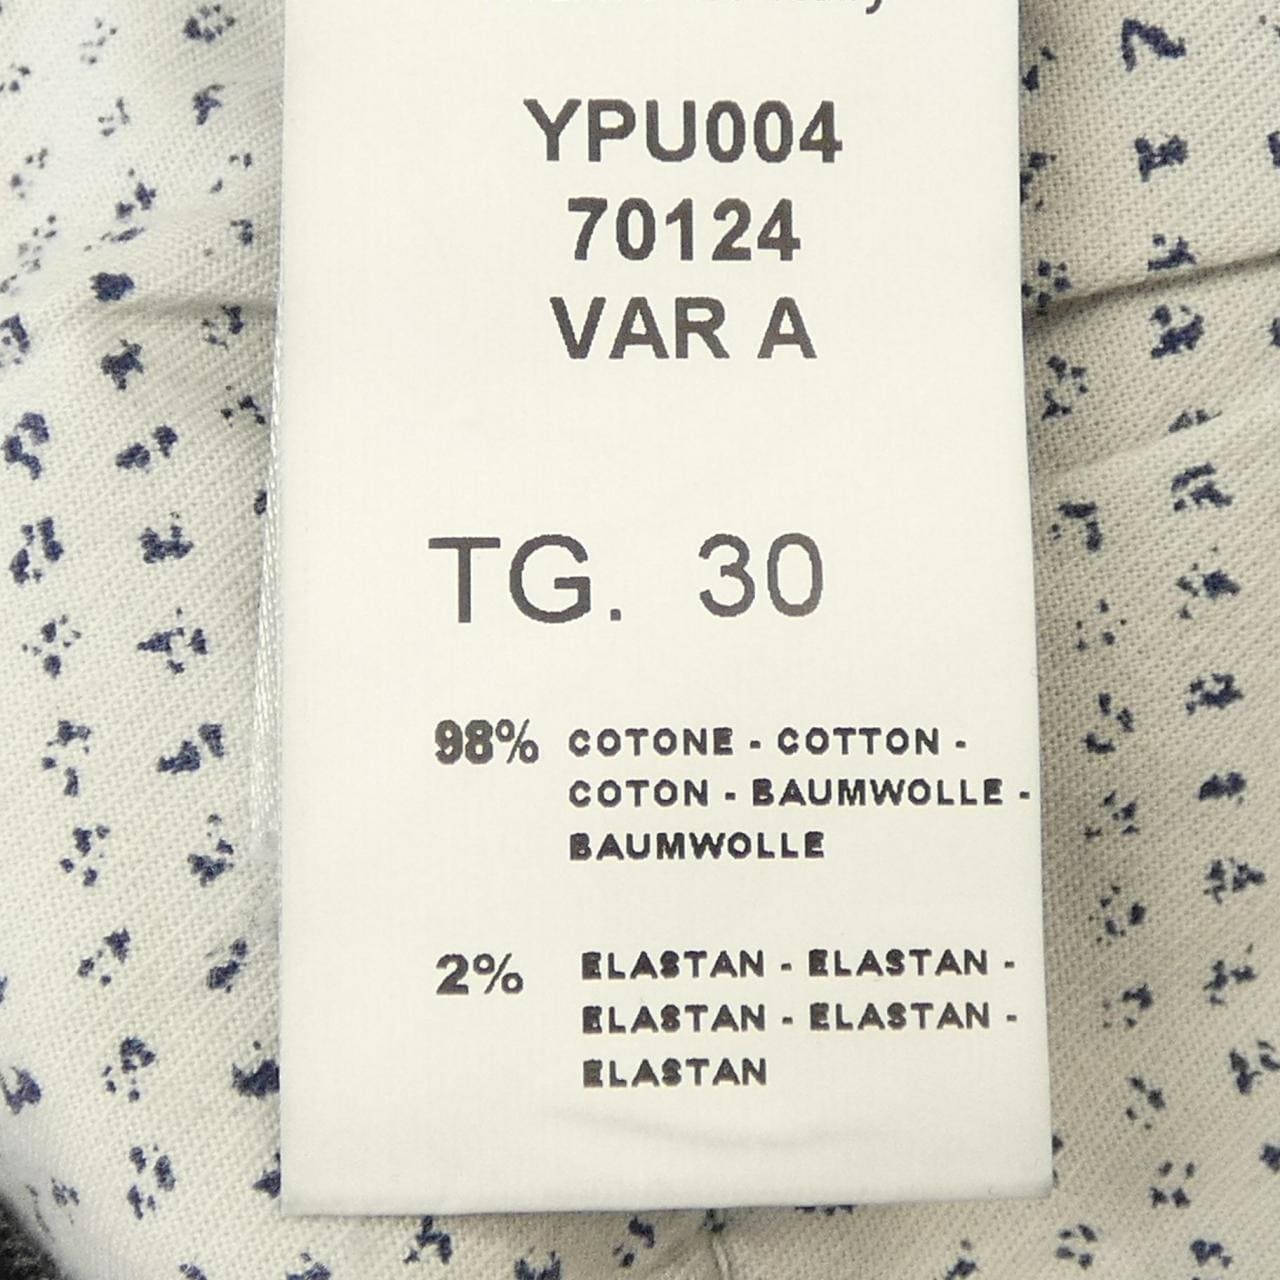 YPU004
70124
VAR A
TG. 30
98% COTONE - COTTON -
COTON - BAUMWOLLE -
BAUMWOLLE
2% ELASTAN - ELASTAN -
ELASTAN - ELASTAN -
ELASTAN